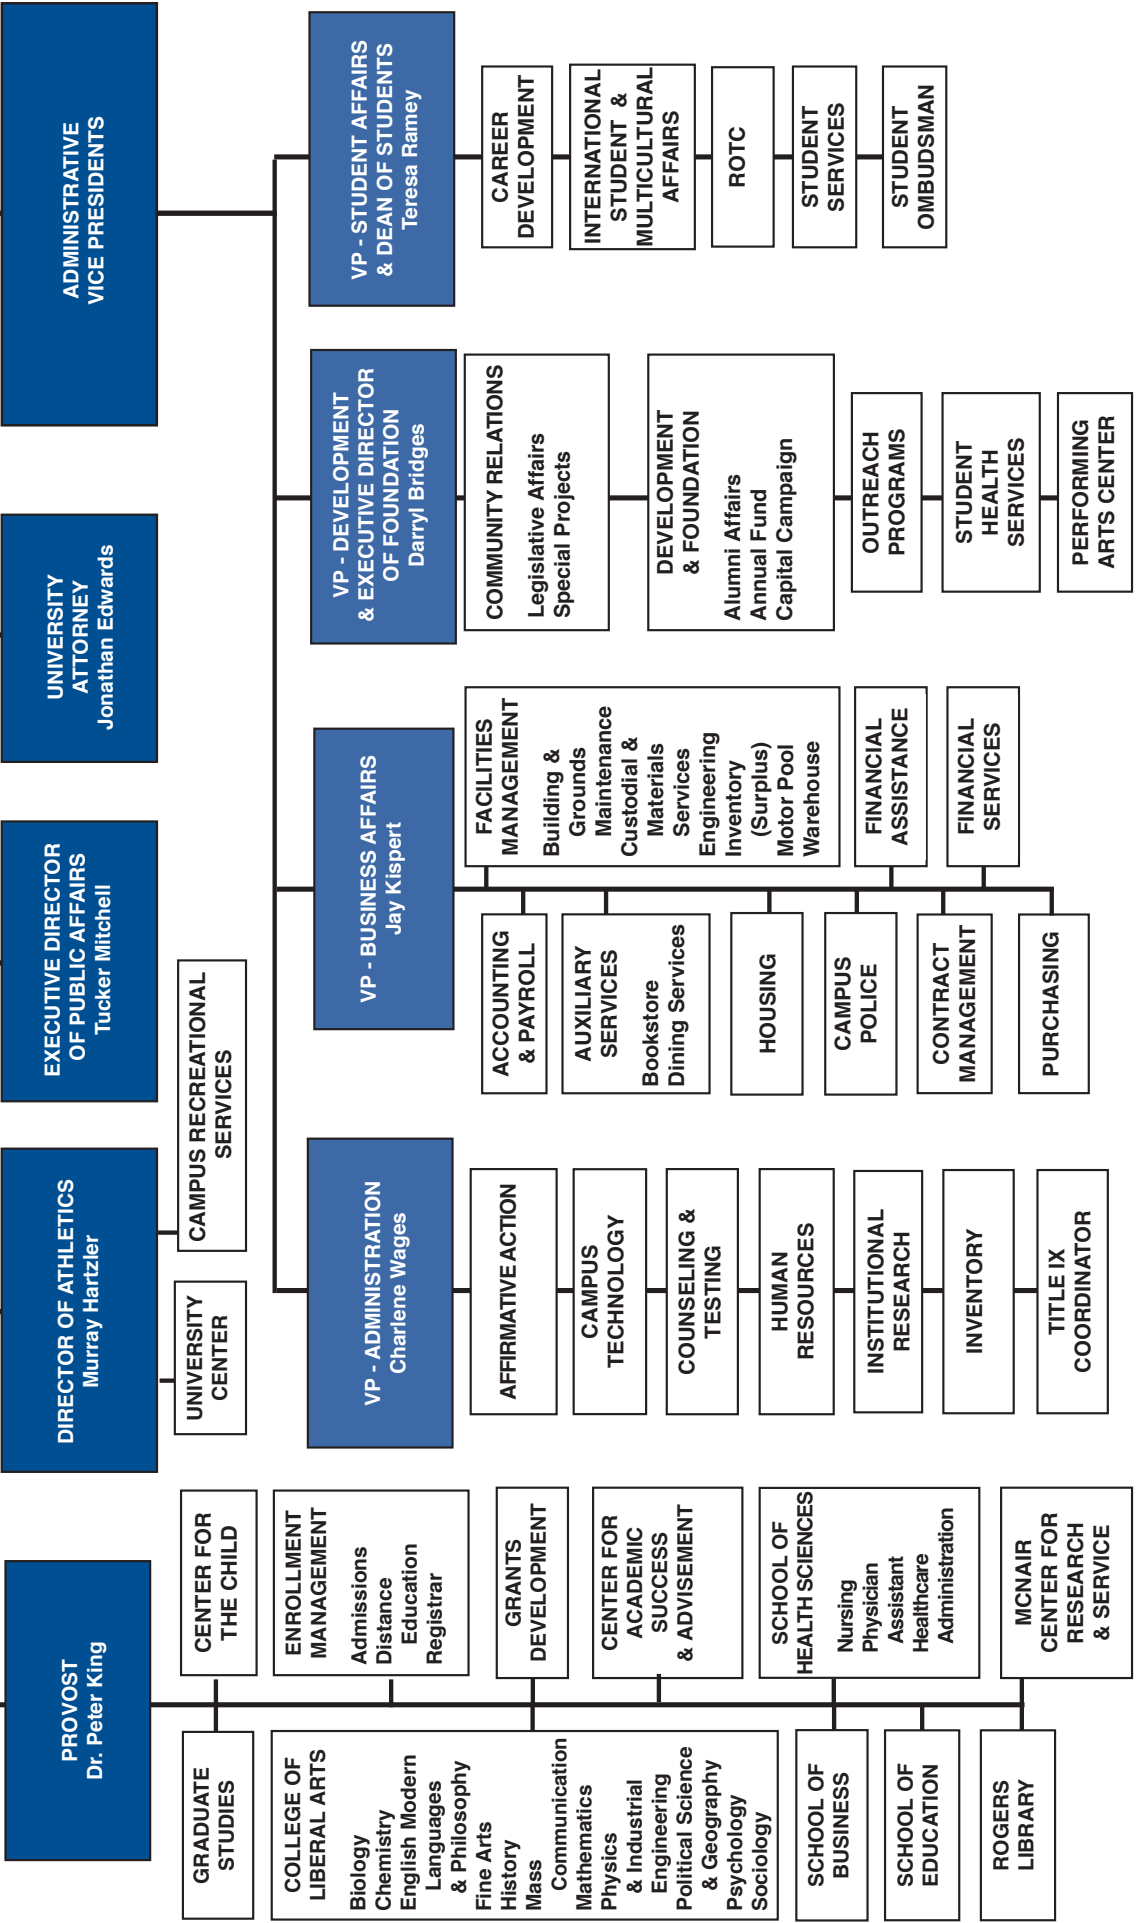 PROVOST
Dr. Peter King
GRADUATE
STUDIES
CENTER FOR
THE CHILD
COLLEGE OF
LIBERAL ARTS
Biology
Chemistry
English Modern
Languages
& Philosophy
Fine Arts
History
Mass
Communication
Mathematics
Physics
& Industrial
Engineering
Political Science
& Geography
Psychology
Sociology
ENROLLMENT
MANAGEMENT
Admissions
Distance
Education
Registrar
GRANTS
DEVELOPMENT
CENTER FOR
ACADEMIC
SUCCESS
& ADVISEMENT
SCHOOL OF
BUSINESS
SCHOOL OF
HEALTH SCIENCES
Nursing
Physician
Assistant
Healthcare
Administration
SCHOOL OF
EDUCATION
ROGERS
LIBRARY
MCNAIR
CENTER FOR
RESEARCH
& SERVICE
DIRECTOR OF ATHLETICS
Murray Hartzler
UNIVERSITY
CENTER
CAMPUS RECREATIONAL
SERVICES
EXECUTIVE DIRECTOR
OF PUBLIC AFFAIRS
Tucker Mitchell
UNIVERSITY
ATTORNEY
Jonathan Edwards
ADMINISTRATIVE
VICE PRESIDENTS
VP - ADMINISTRATION
Charlene Wages
AFFIRMATIVE ACTION
CAMPUS
TECHNOLOGY
COUNSELING &
TESTING
HUMAN
RESOURCES
INSTITUTIONAL
RESEARCH
INVENTORY
TITLE IX
COORDINATOR
VP - BUSINESS AFFAIRS
Jay Kispert
ACCOUNTING
& PAYROLL
AUXILIARY
SERVICES
Bookstore
Dining Services
HOUSING
CAMPUS
POLICE
CONTRACT
MANAGEMENT
PURCHASING
FACILITIES
MANAGEMENT
Building &
Grounds
Maintenance
Custodial &
Materials
Services
Engineering
Inventory
(Surplus)
Motor Pool
Warehouse
FINANCIAL
ASSISTANCE
FINANCIAL
SERVICES
VP - DEVELOPMENT
& EXECUTIVE DIRECTOR
OF FOUNDATION
Darryl Bridges
COMMUNITY RELATIONS
Legislative Affairs
Special Projects
DEVELOPMENT
& FOUNDATION
Alumni Affairs
Annual Fund
Capital Campaign
OUTREACH
PROGRAMS
STUDENT
HEALTH
SERVICES
PERFORMING
ARTS CENTER
VP - STUDENT AFFAIRS
& DEAN OF STUDENTS
Teresa Ramey
CAREER
DEVELOPMENT
INTERNATIONAL
STUDENT &
MULTICULTURAL
AFFAIRS
ROTC
STUDENT
SERVICES
STUDENT
OMBUDSMAN